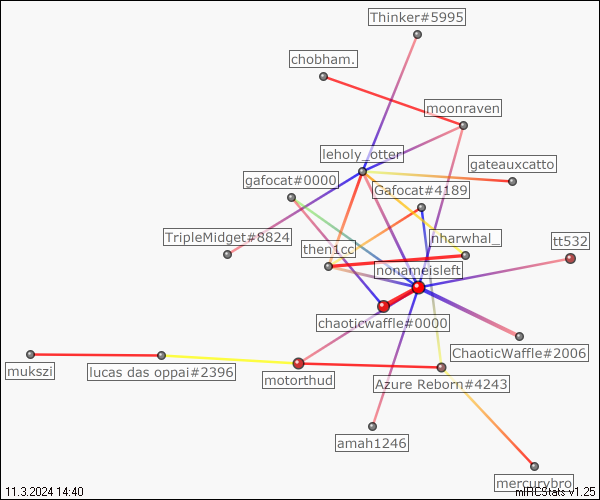 Thinker#5995
chobham.
moonraven
leholy_otter
gateauxcatto
gafocat#0000
Gafocat#4189
TripleMidget#8824
nharwhal_
tt532
then1cc
nonameisleft
chaoticwaffle#0000
ChaoticWaffle#2006
mukszi
lucas das oppai#2396
motorthud
Azure Reborn#4243
amah1246
mercurybro
11.3.2024 14:40
mIRCStats v1.25